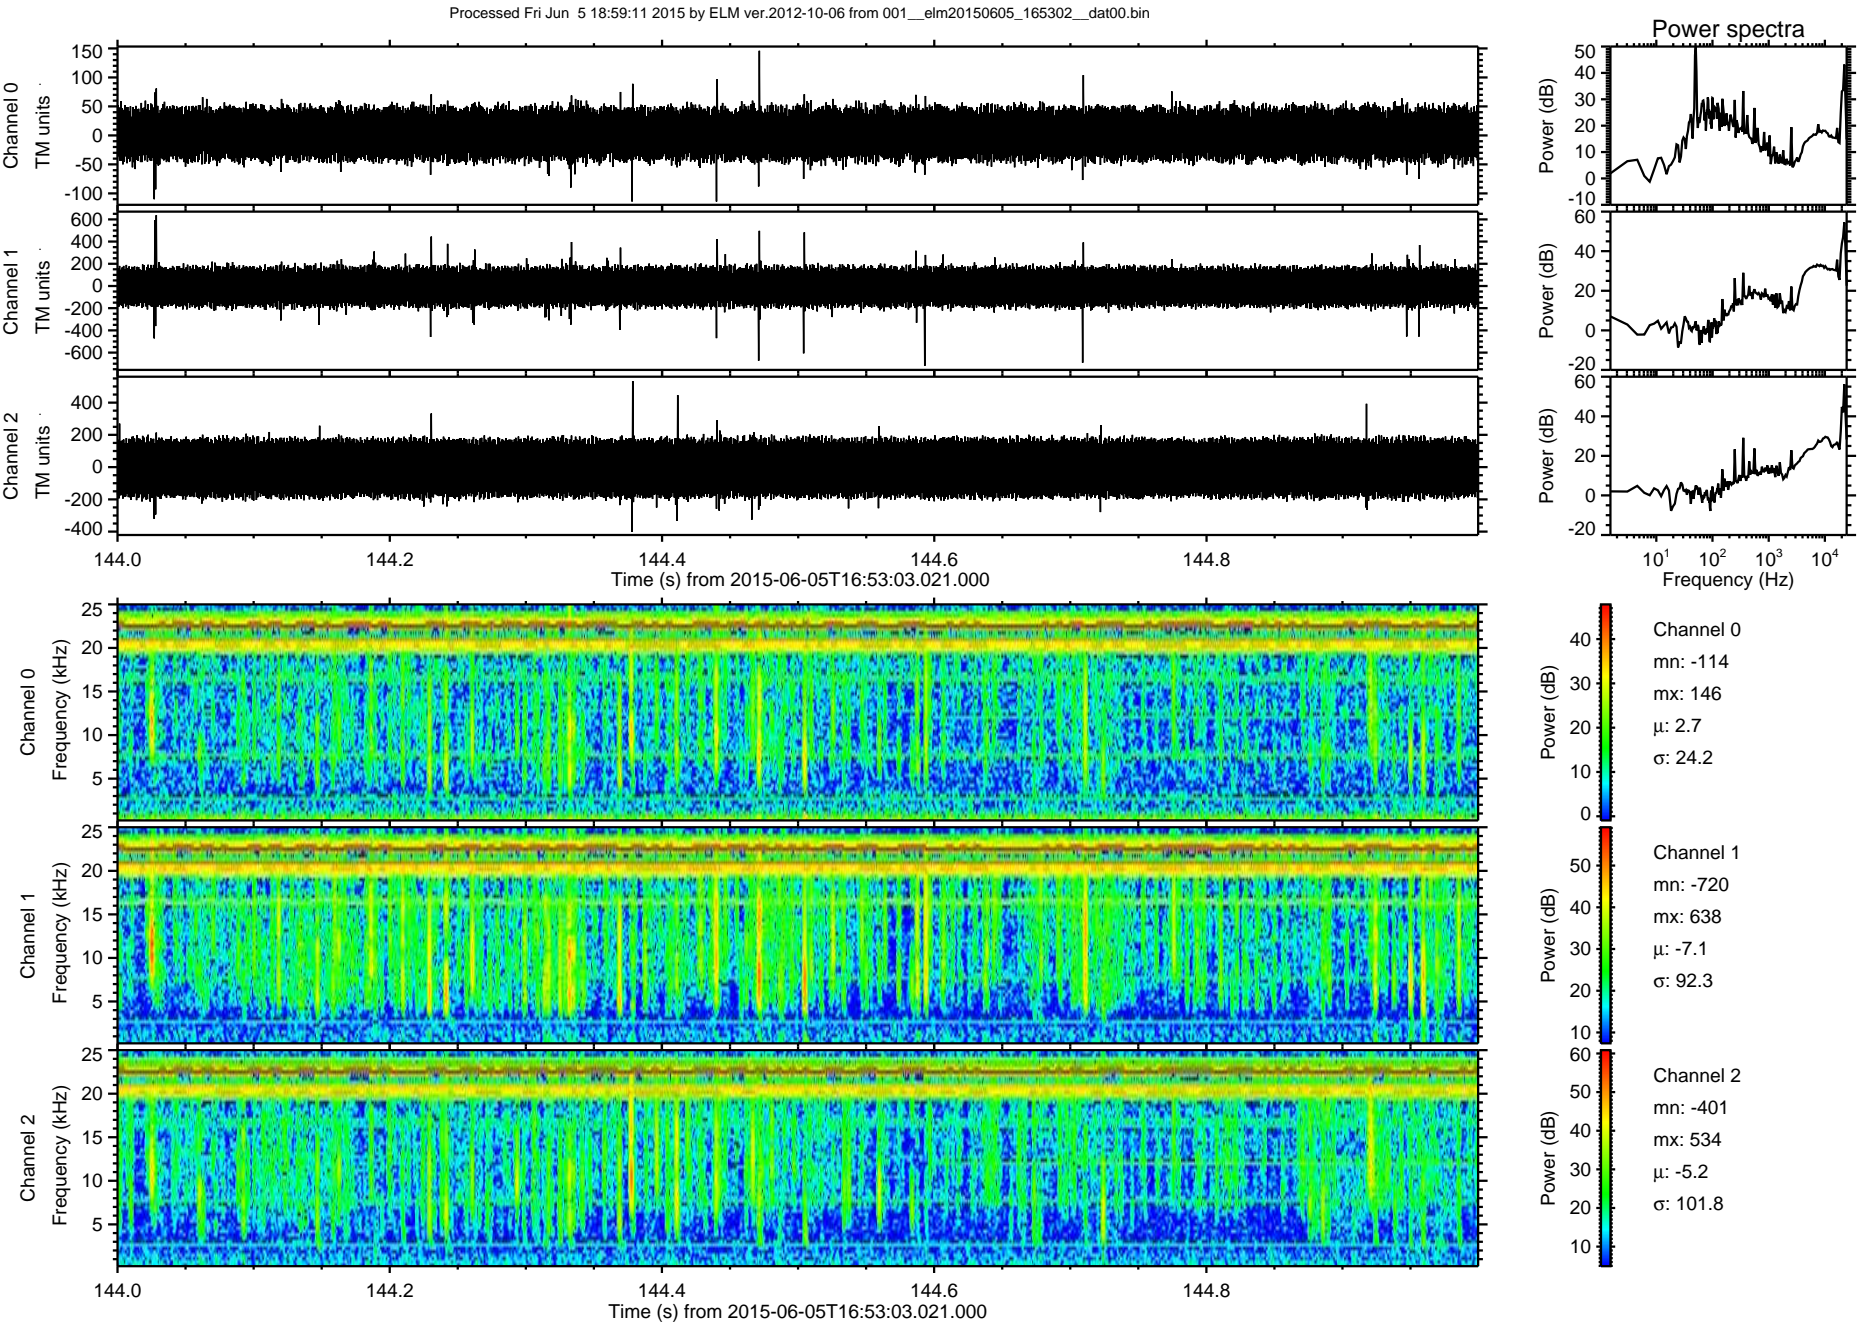 Processed Fri Jun  5 18:59:11 2015 by ELM ver.2012-10-06 from 001__elm20150605_165302__dat00.bin
Power spectra
Channel 0
TM units
150
100
50
0
-50
-100
Power (dB)
50
40
30
20
10
0
-10
Channel 1
TM units
600
400
200
0
-200
-400
-600
Power (dB)
60
40
20
0
-20
Channel 2
TM units
400
200
0
-200
-400
Power (dB)
60
40
20
0
-20
144.0 144.2 144.4 144.6 144.8
Time (s) from 2015-06-05T16:53:03.021.000
10¹ 10² 10³ 10⁴
Frequency (Hz)
Channel 0
Frequency (kHz)
25
20
15
10
5
Power (dB)
40
30
20
10
0
Channel 0
mn: -114
mx: 146
μ: 2.7
σ: 24.2
Channel 1
Frequency (kHz)
25
20
15
10
5
Power (dB)
50
40
30
20
10
Channel 1
mn: -720
mx: 638
μ: -7.1
σ: 92.3
Channel 2
Frequency (kHz)
25
20
15
10
5
Power (dB)
60
50
40
30
20
10
Channel 2
mn: -401
mx: 534
μ: -5.2
σ: 101.8
144.0 144.2 144.4 144.6 144.8
Time (s) from 2015-06-05T16:53:03.021.000